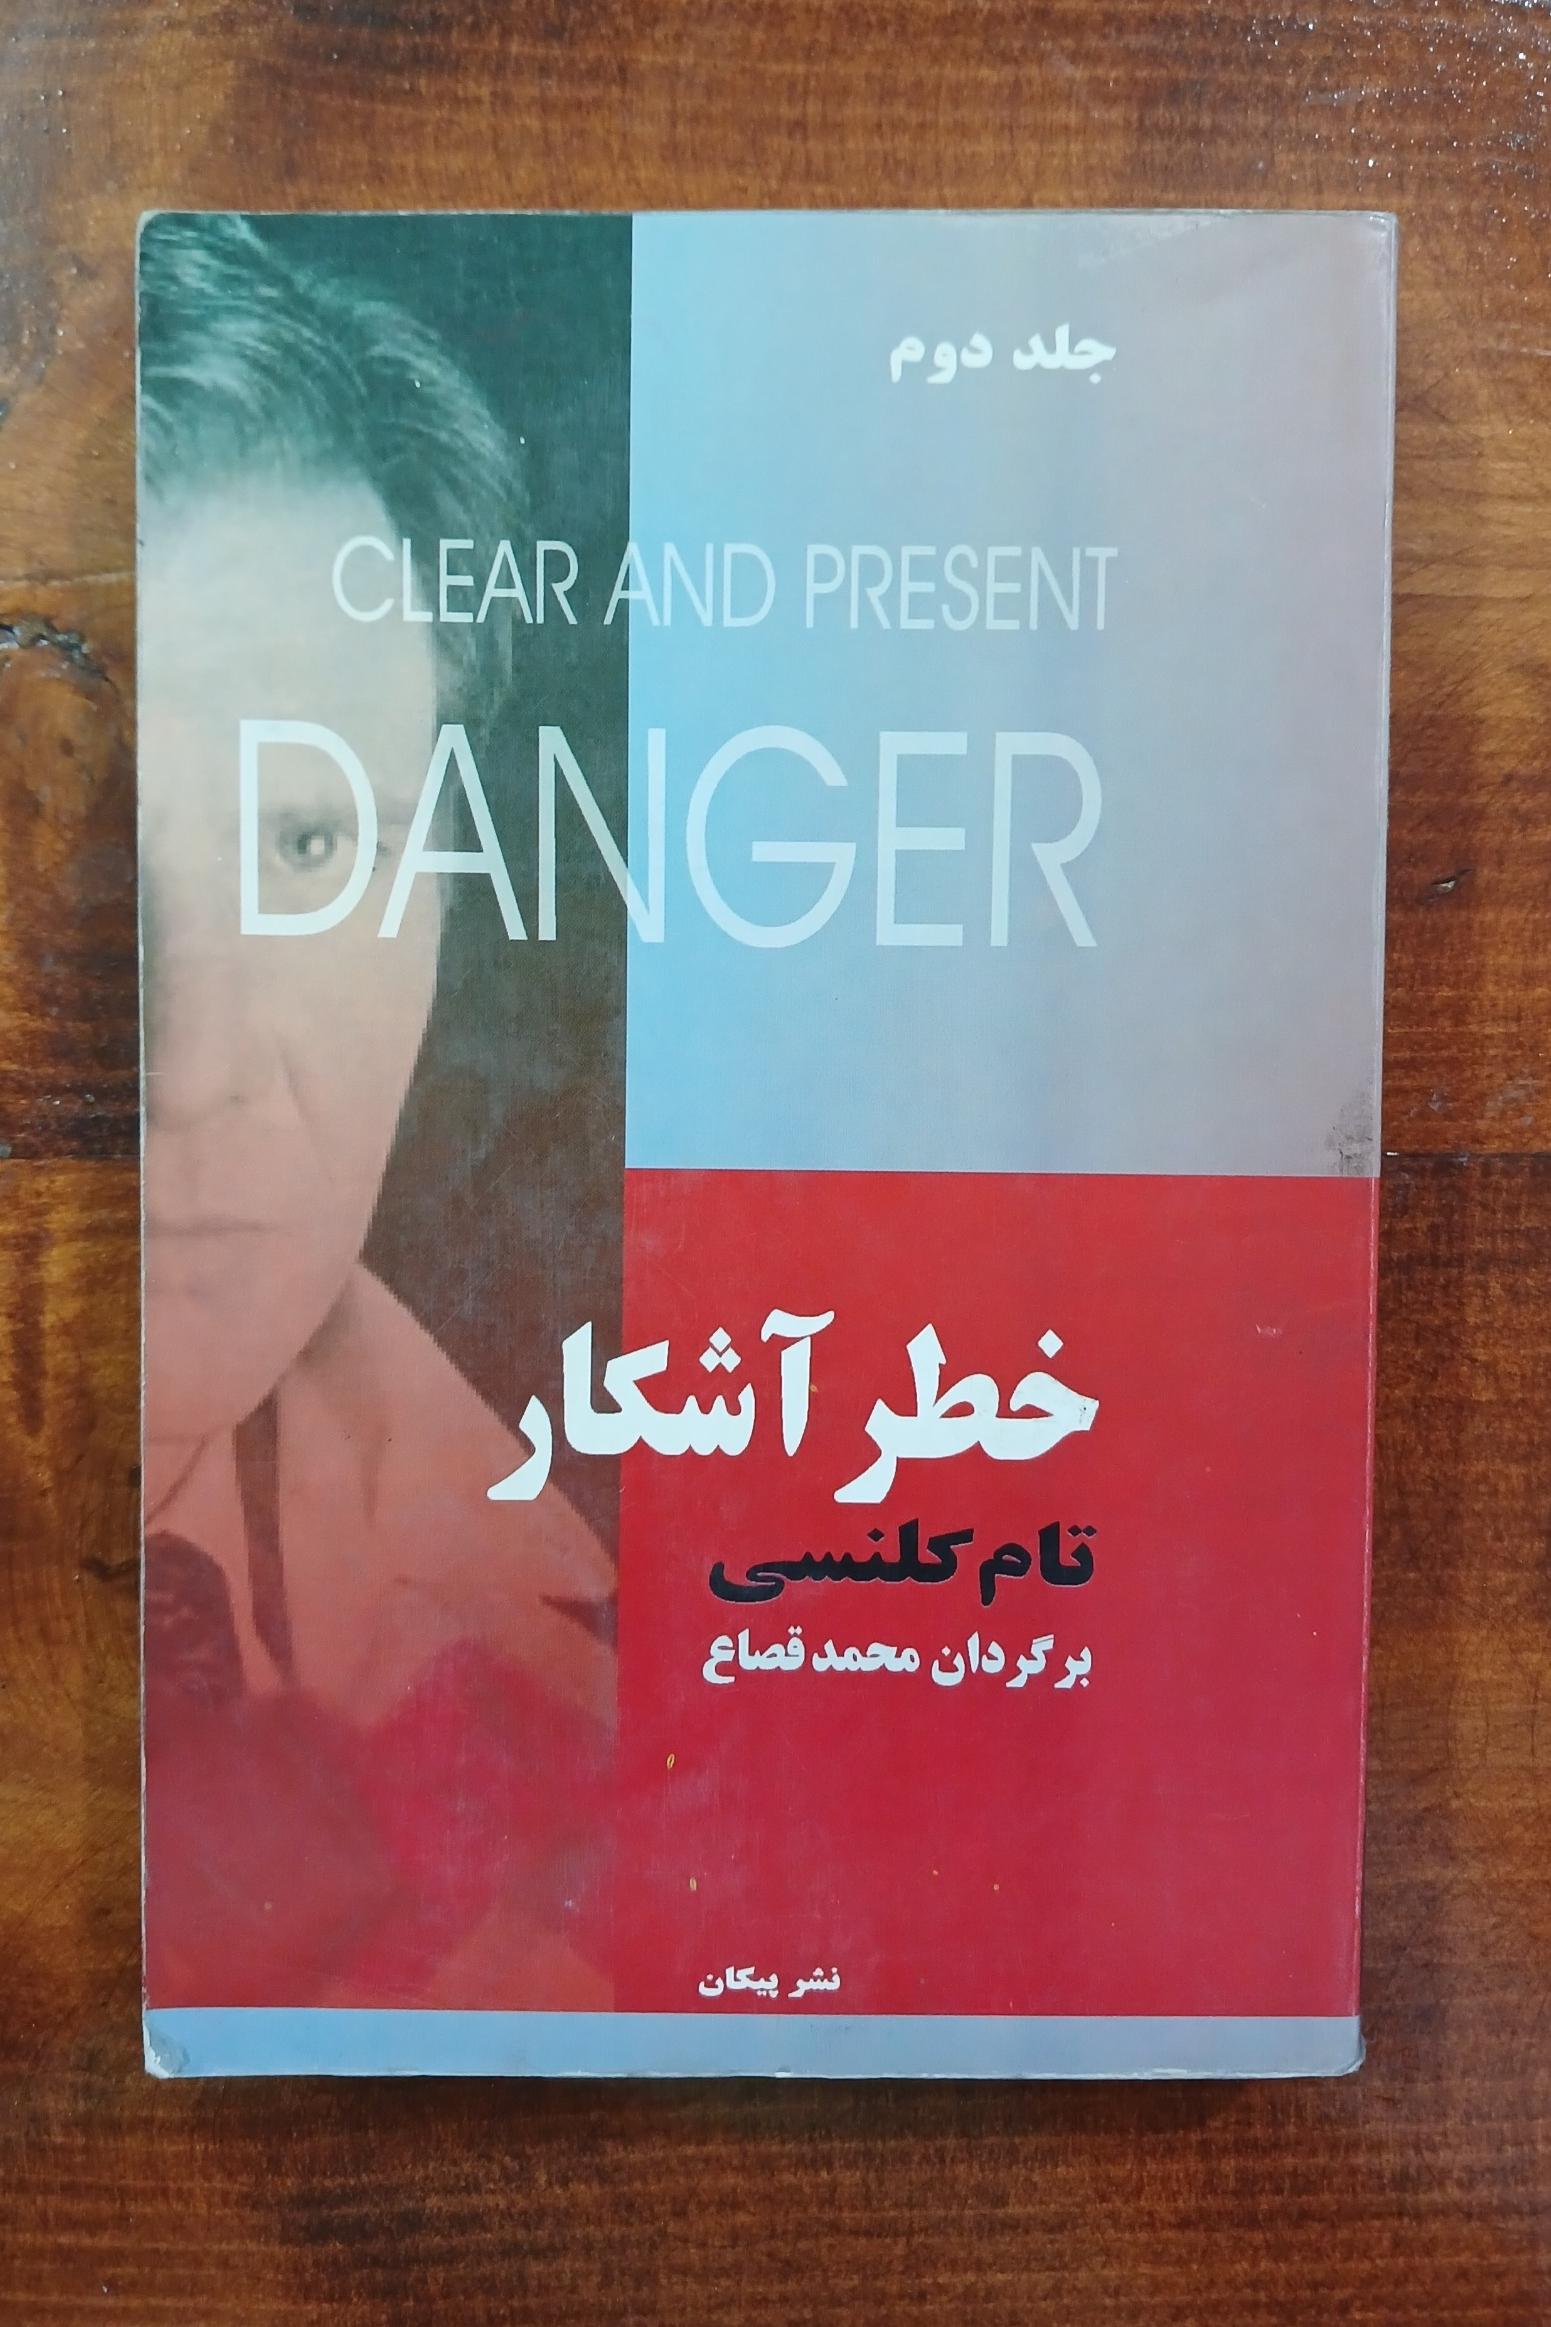 جلد دوم
CLEAR AND PRESENT
DANGER
خطر آشکار
تام کلنسی
برگردان محمد قصاع
نشر پیکان